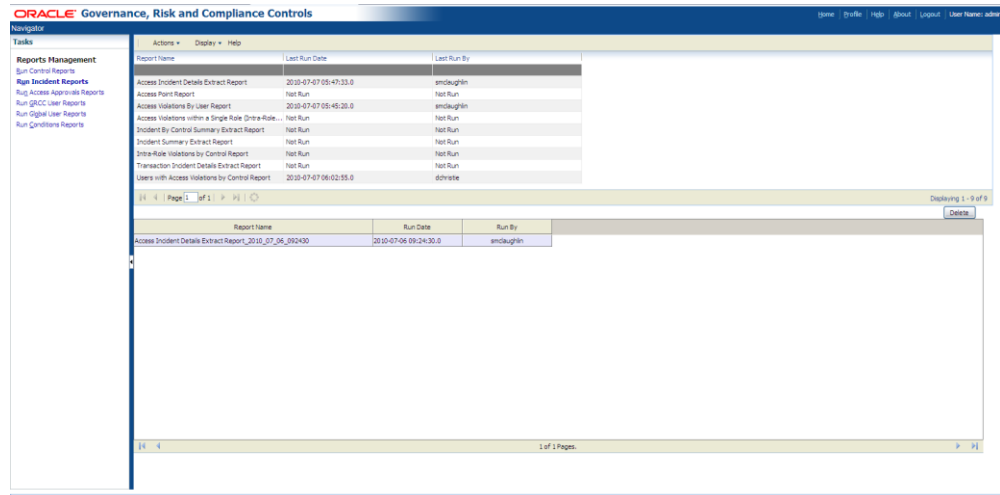 ORACLE Governance, Risk and Compliance Controls
Home Profile Help About Logout User Name: adm
Navigator
Tasks
Reports Management
Run Control Reports
Run Incident Reports
Run Access Approvals Reports
Run GRCC User Reports
Run Global User Reports
Run Conditions Reports
Actions Display Help
Report Name Last Run Date Last Run By
Access Incident Details Extract Report 2010-07-07 05:47:33.0 smclaughlin
Access Point Report Not Run Not Run
Access Violations By User Report 2010-07-07 05:45:20.0 smclaughlin
Access Violations within a Single Role (Intra-Role... Not Run Not Run
Incident By Control Summary Extract Report Not Run Not Run
Incident Summary Extract Report Not Run Not Run
Intra-Role Violations by Control Report Not Run Not Run
Transaction Incident Details Extract Report Not Run Not Run
Users with Access Violations by Control Report 2010-07-07 06:02:55.0 dchristie
Page 1 of 1
Displaying 1 - 9 of 9
Delete
Report Name Run Date Run By
Access Incident Details Extract Report_2010_07_06_092430 2010-07-06 09:24:30.0 smclaughlin
1 of 1 Pages.